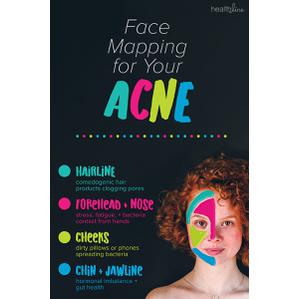 healthline
Face
Mapping
for Your
ACNE
HAIRLINE
comedogenic hair
products clogging pores
FOREHEAD + NOSE
stress, fatigue, + bacteria
contact from hands
CHEEKS
dirty pillows or phones
spreading bacteria
CHIN + JAWLINE
hormonal imbalance +
gut health